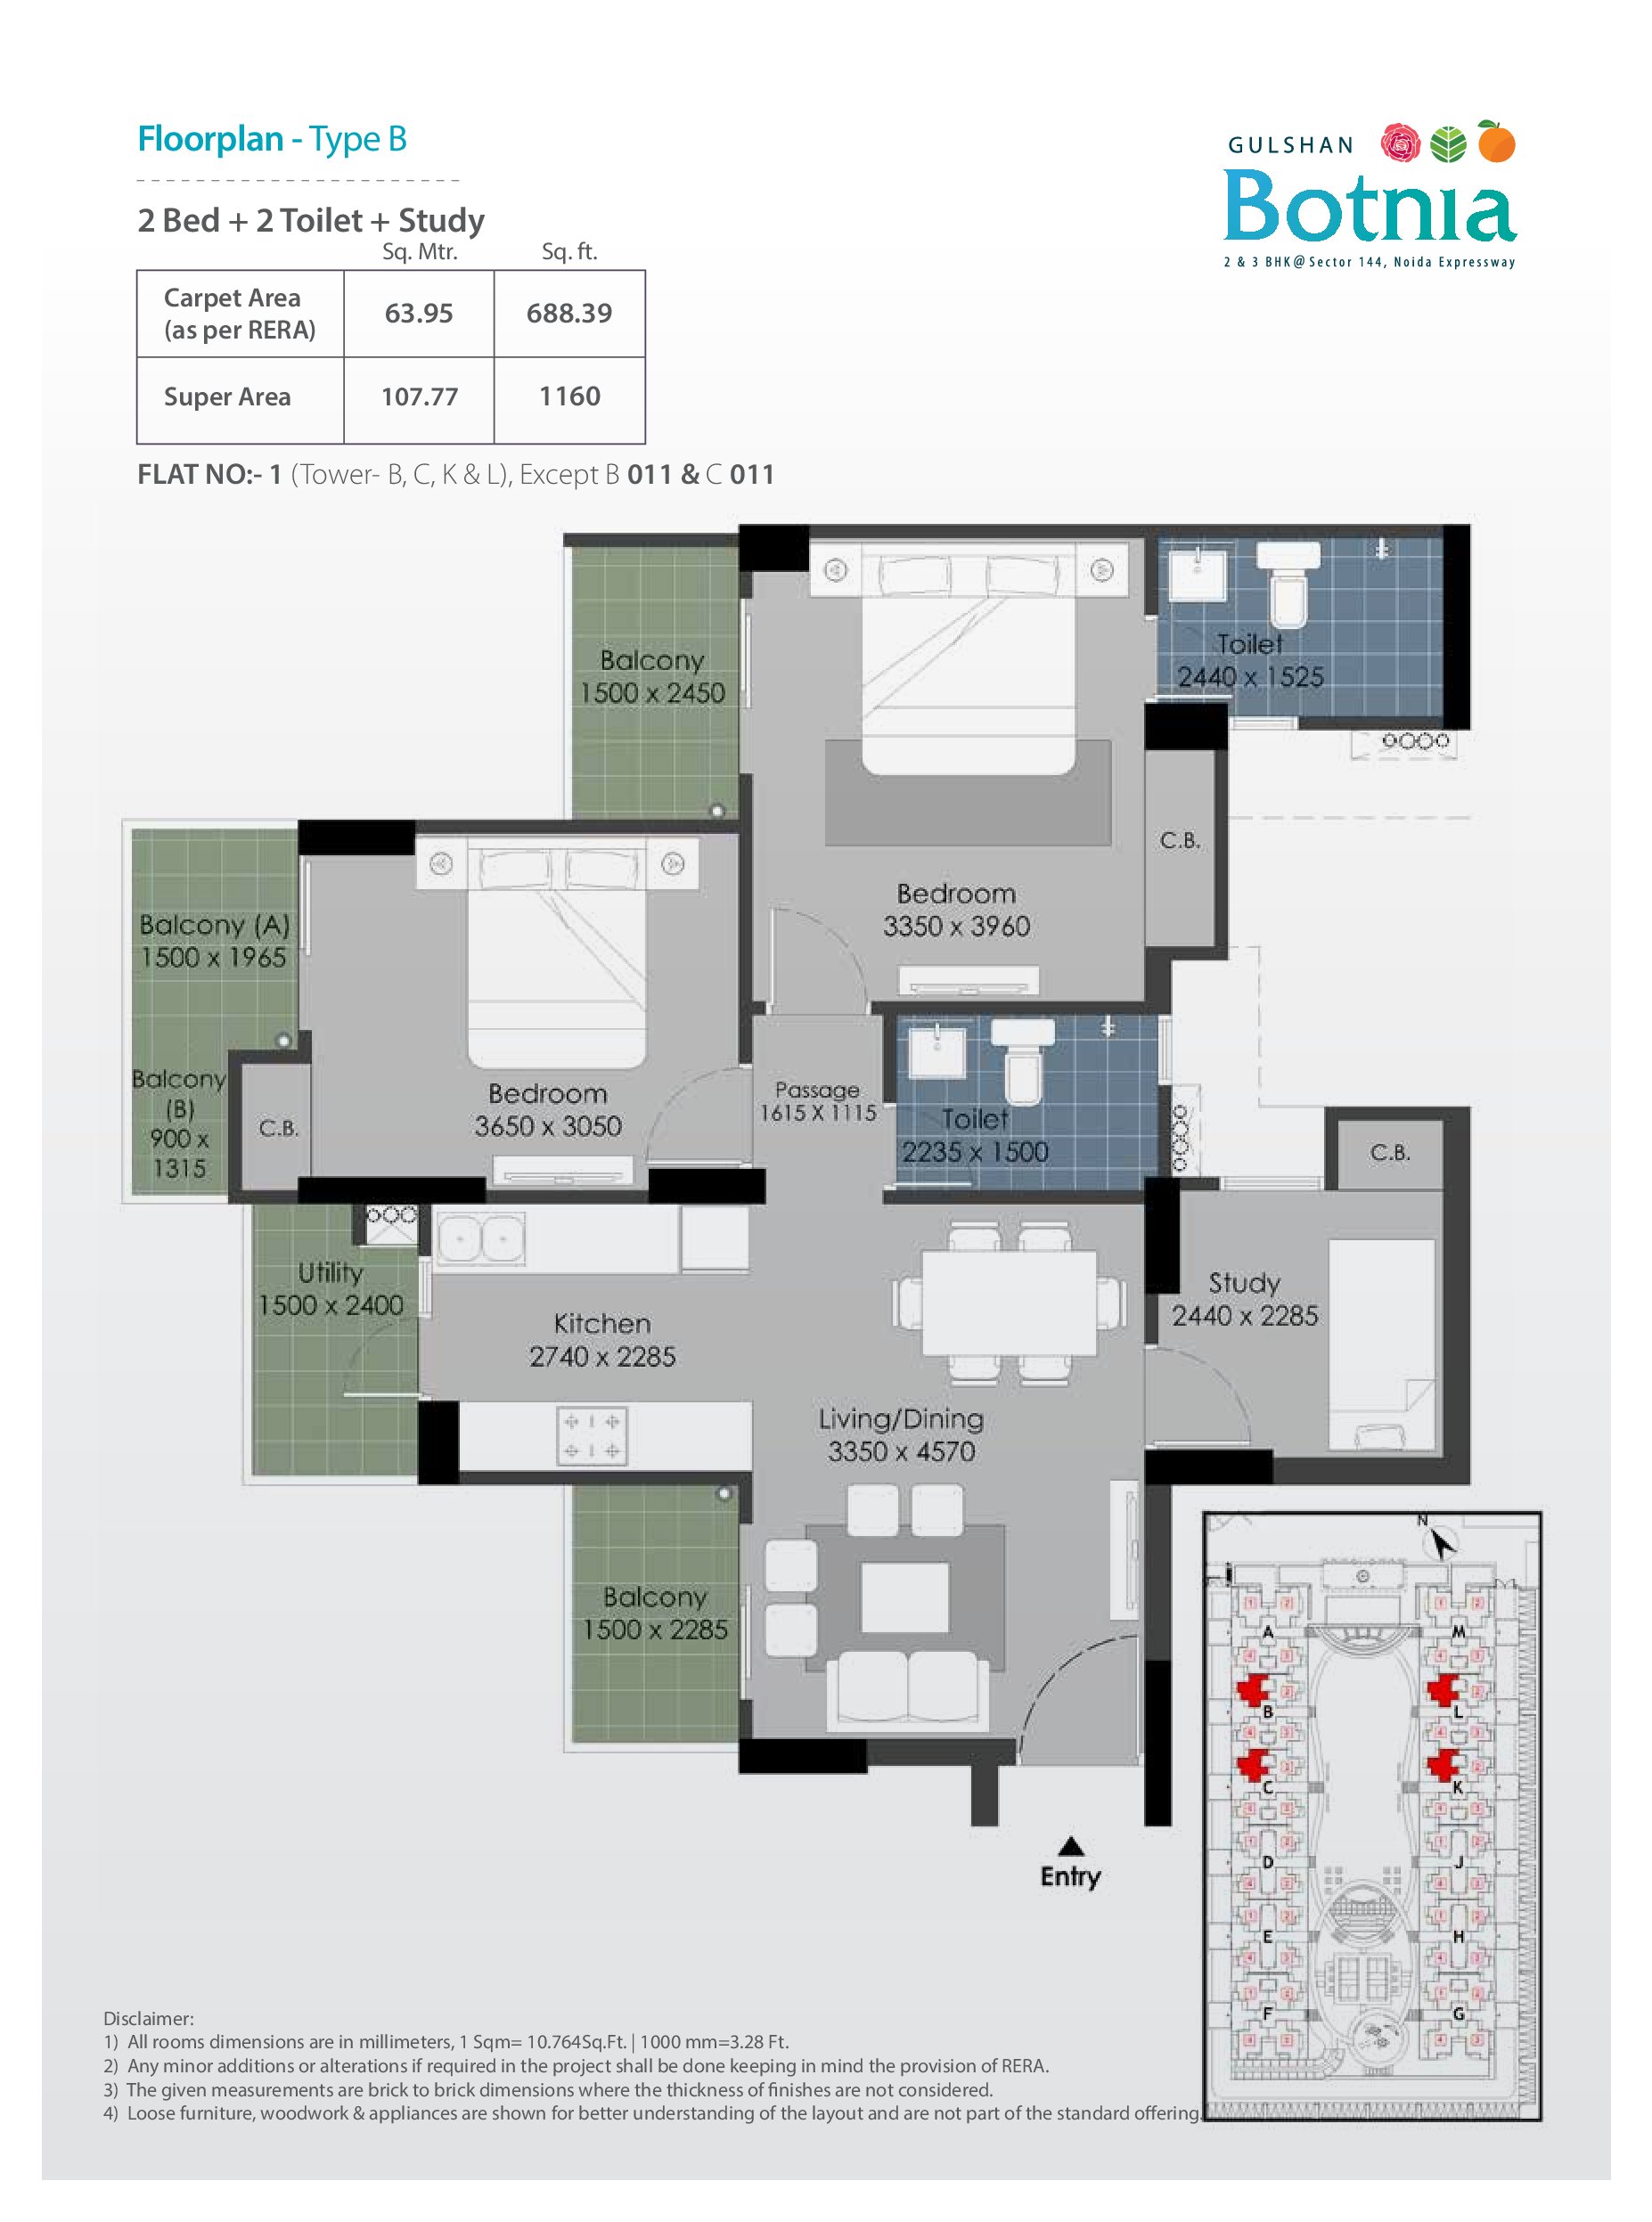 Floorplan - Type B
GULSHAN
Botnia
2 & 3 BHK@Sector 144, Noida Expressway
2 Bed + 2 Toilet + Study
Sq. Mtr. Sq. ft.
Carpet Area
(as per RERA) 63.95 688.39
Super Area 107.77 1160
FLAT NO:- 1 (Tower- B, C, K & L), Except B 011 & C 011
Balcony
1500 x 2450
Toilet
2440 x 1525
C.B.
Bedroom
3350 x 3960
Balcony (A)
1500 x 1965
Balcony
(B)
900 x
1315
C.B.
Bedroom
3650 x 3050
Passage
1615 X 1115
Toilet
2235 x 1500
C.B.
Utility
1500 x 2400
Kitchen
2740 x 2285
Study
2440 x 2285
Living/Dining
3350 x 4570
Balcony
1500 x 2285
Entry
N
A M
B L
C K
D J
E H
F G
Disclaimer:
1) All rooms dimensions are in millimeters, 1 Sqm= 10.764Sq.Ft. | 1000 mm=3.28 Ft.
2) Any minor additions or alterations if required in the project shall be done keeping in mind the provision of RERA.
3) The given measurements are brick to brick dimensions where the thickness of finishes are not considered.
4) Loose furniture, woodwork & appliances are shown for better understanding of the layout and are not part of the standard offering.